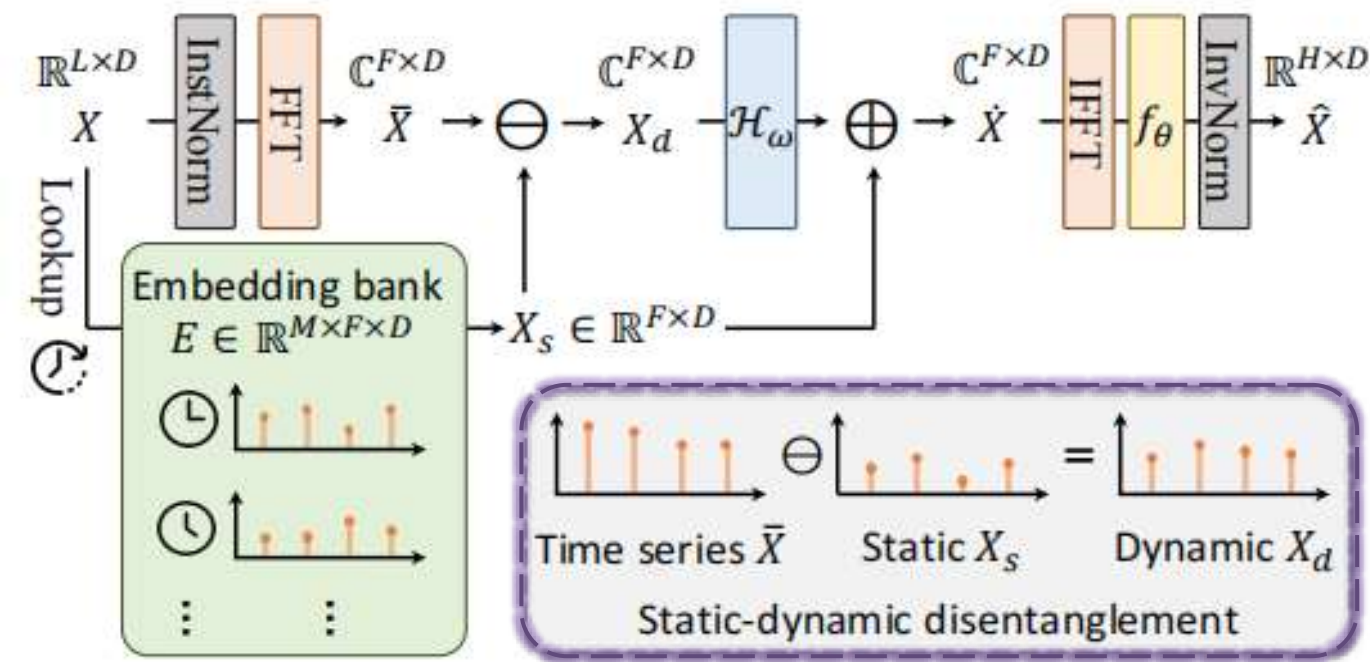 ℝ^{L×D} ℂ^{F×D} ℂ^{F×D} ℂ^{F×D} ℝ^{H×D}
X InstNorm FFT X̄ ⊖ X_d ℋ_ω ⊕ Ẋ IFFT f_θ InvNorm X̂
Lookup
Embedding bank
E ∈ ℝ^{M×F×D}
X_s ∈ ℝ^{F×D}
⋮ ⋮
⊖ =
Time series X̄ Static X_s Dynamic X_d
Static-dynamic disentanglement